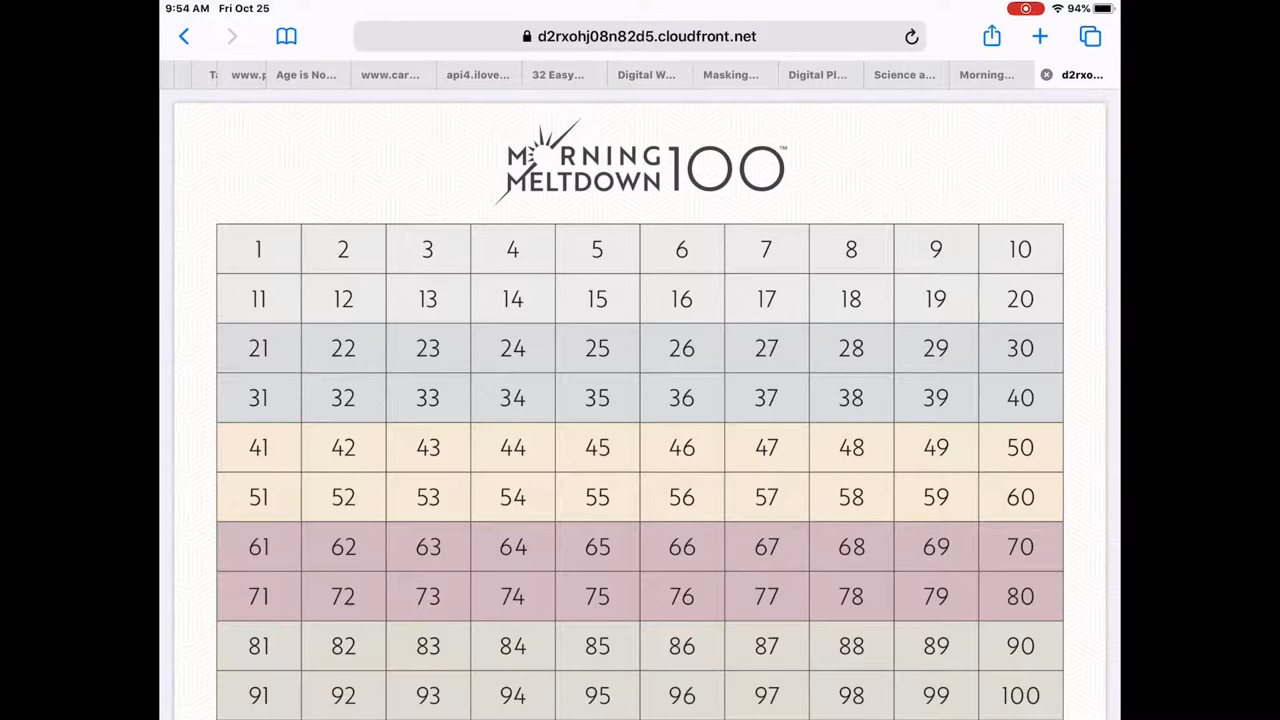 9:54 AM Fri Oct 25 94%
d2rxohj08n82d5.cloudfront.net
www.p Age is No... www.car... api4.ilove... 32 Easy... Digital W... Masking... Digital Pl... Science a... Morning... d2rxo...
MORNING
MELTDOWN 100™
1 2 3 4 5 6 7 8 9 10
11 12 13 14 15 16 17 18 19 20
21 22 23 24 25 26 27 28 29 30
31 32 33 34 35 36 37 38 39 40
41 42 43 44 45 46 47 48 49 50
51 52 53 54 55 56 57 58 59 60
61 62 63 64 65 66 67 68 69 70
71 72 73 74 75 76 77 78 79 80
81 82 83 84 85 86 87 88 89 90
91 92 93 94 95 96 97 98 99 100